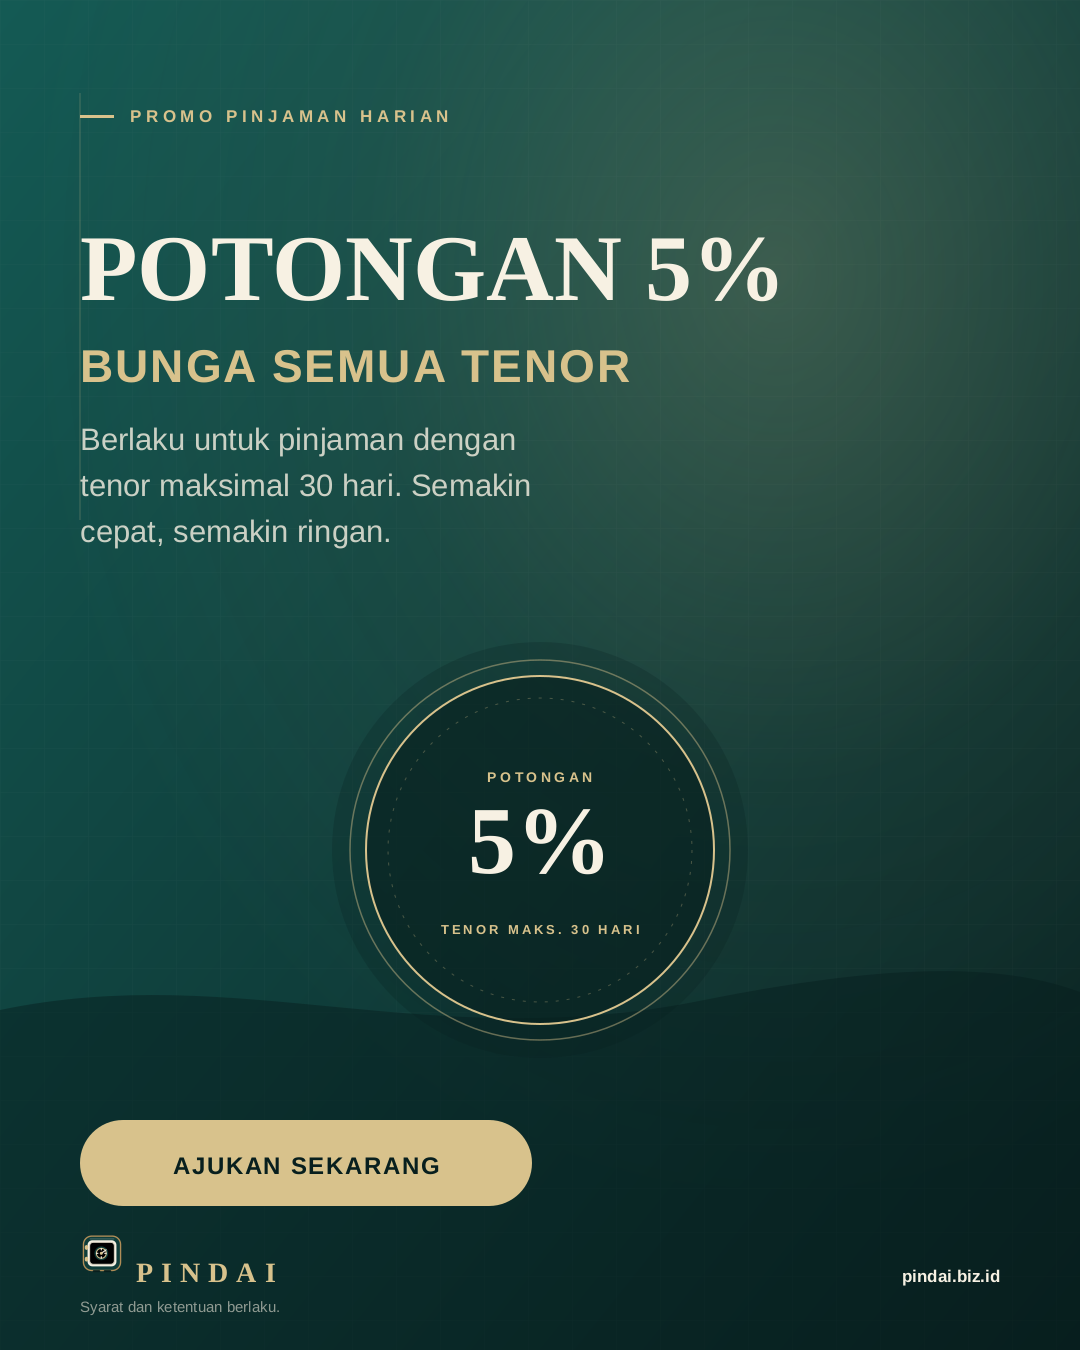 PROMO PINJAMAN HARIAN
POTONGAN 5%
BUNGA SEMUA TENOR
Berlaku untuk pinjaman dengan
tenor maksimal 30 hari. Semakin
cepat, semakin ringan.
POTONGAN
5%
TENOR MAKS. 30 HARI
AJUKAN SEKARANG
PINDAI
pindai.biz.id
Syarat dan ketentuan berlaku.